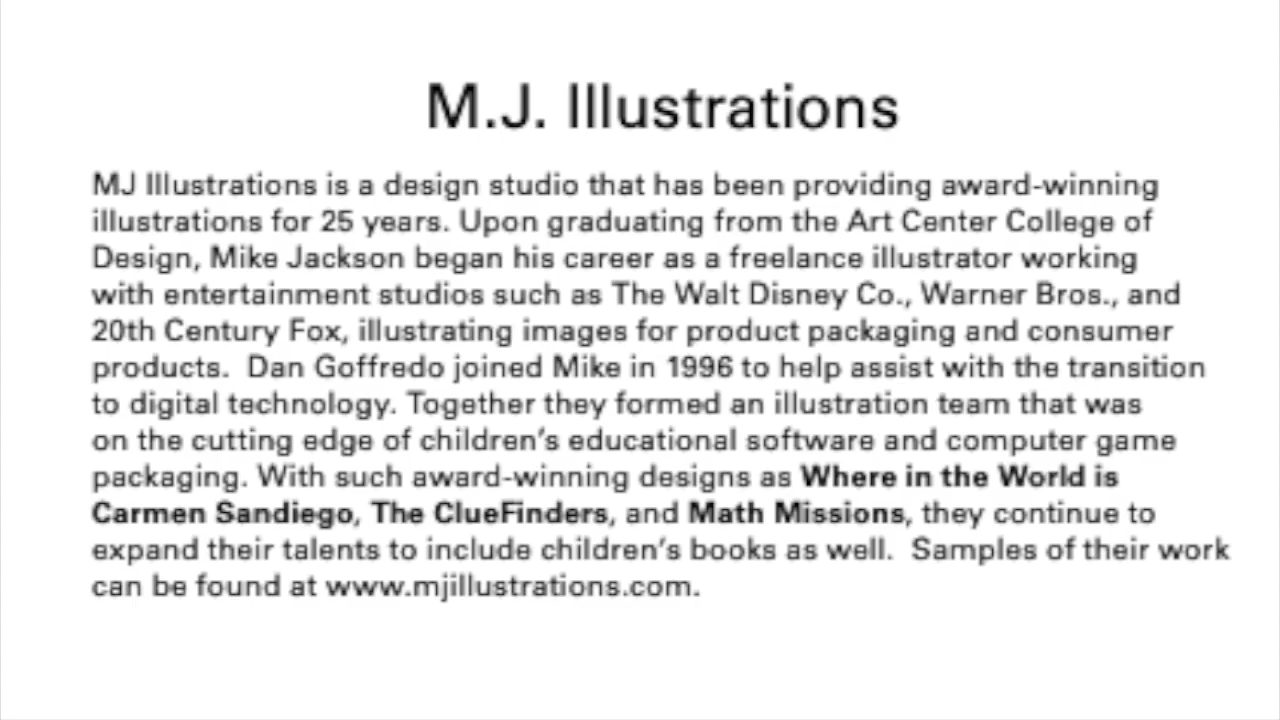 M.J. Illustrations
MJ Illustrations is a design studio that has been providing award-winning
illustrations for 25 years. Upon graduating from the Art Center College of
Design, Mike Jackson began his career as a freelance illustrator working
with entertainment studios such as The Walt Disney Co., Warner Bros., and
20th Century Fox, illustrating images for product packaging and consumer
products.  Dan Goffredo joined Mike in 1996 to help assist with the transition
to digital technology. Together they formed an illustration team that was
on the cutting edge of children’s educational software and computer game
packaging. With such award-winning designs as Where in the World is
Carmen Sandiego, The ClueFinders, and Math Missions, they continue to
expand their talents to include children’s books as well.  Samples of their work
can be found at www.mjillustrations.com.